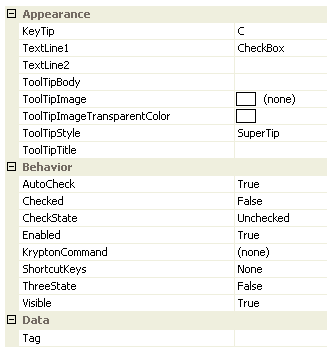 Appearance
KeyTip C
TextLine1 CheckBox
TextLine2
ToolTipBody
ToolTipImage (none)
ToolTipImageTransparentColor
ToolTipStyle SuperTip
ToolTipTitle
Behavior
AutoCheck True
Checked False
CheckState Unchecked
Enabled True
KryptonCommand (none)
ShortcutKeys None
ThreeState False
Visible True
Data
Tag